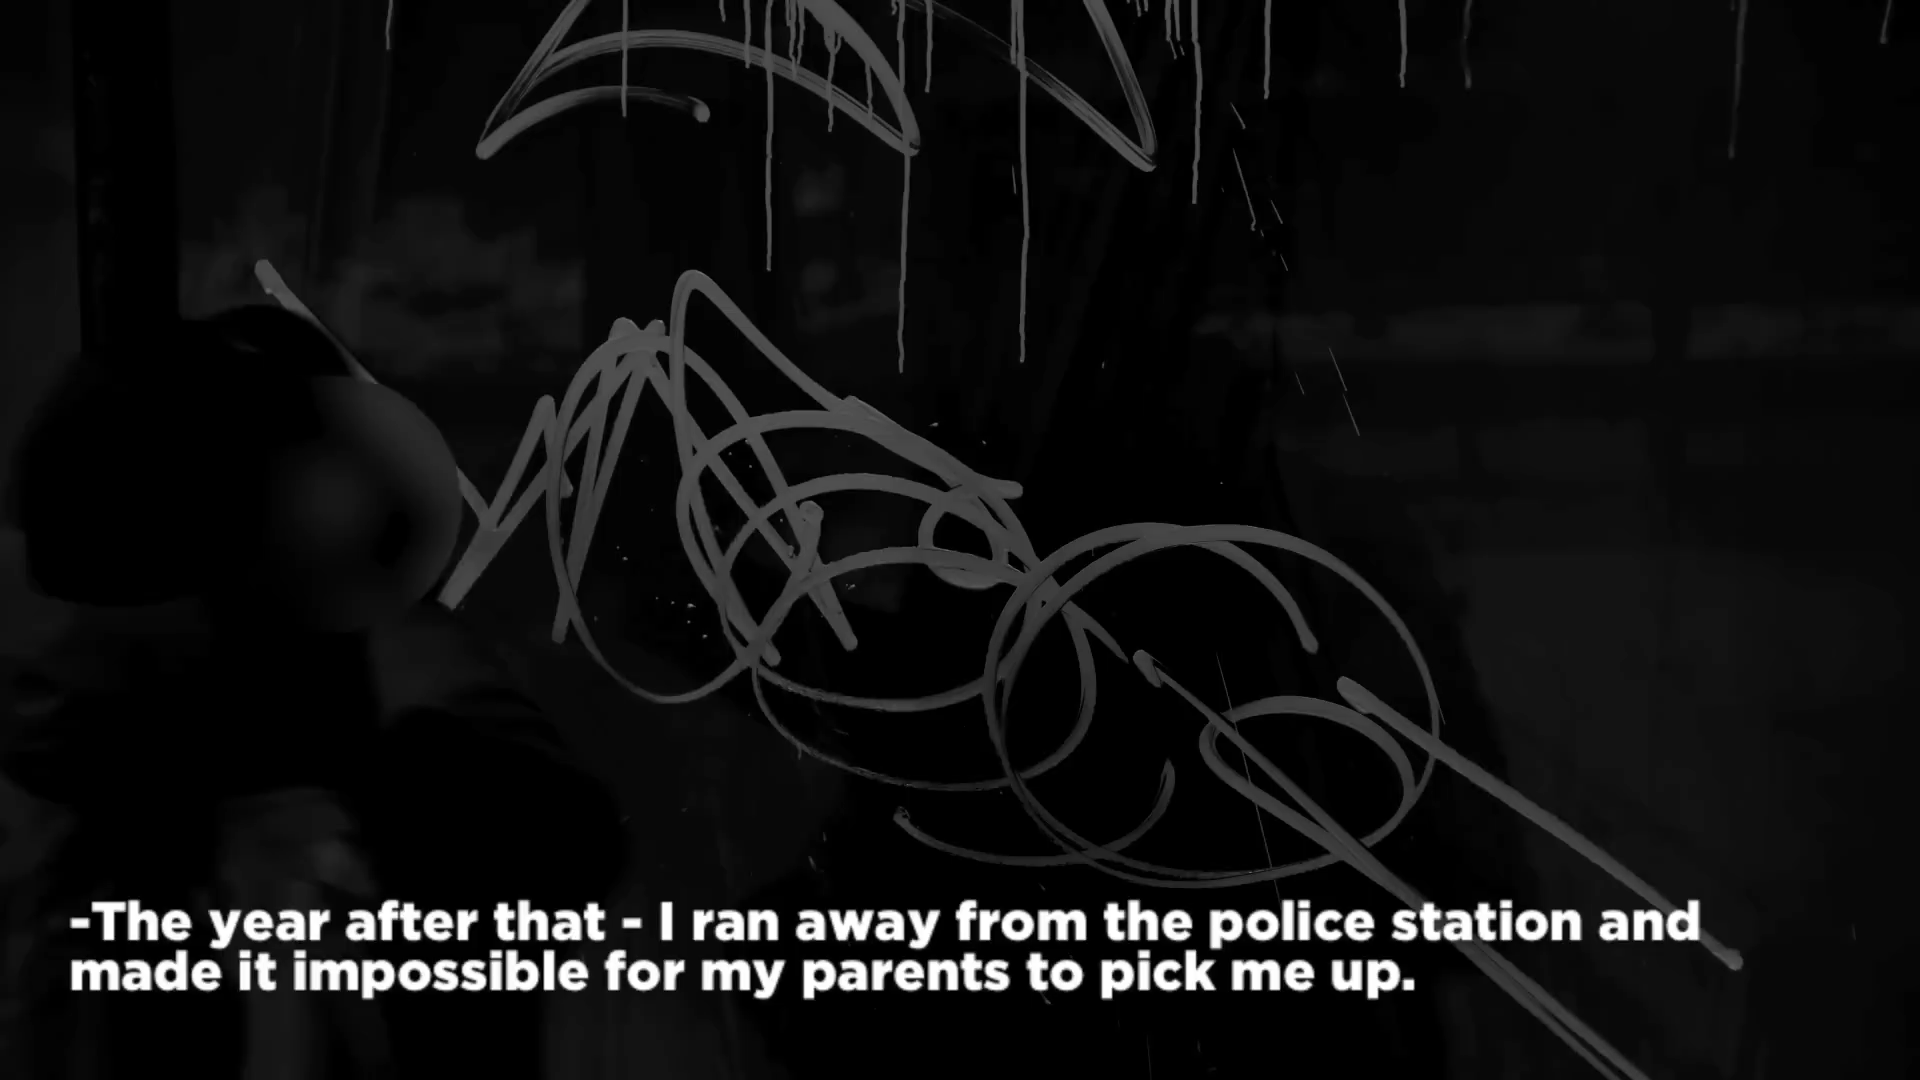 -The year after that - I ran away from the police station and
made it impossible for my parents to pick me up.